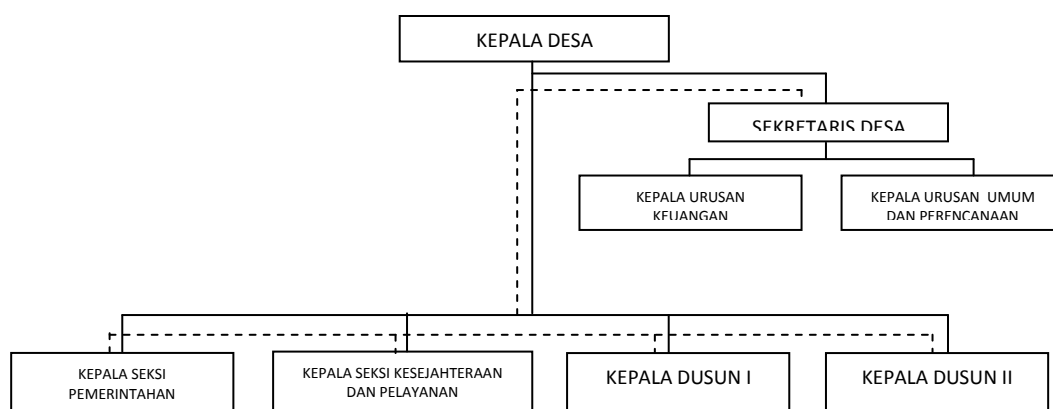 KEPALA DESA
SEKRETARIS DESA
KEPALA URUSAN
KEUANGAN
KEPALA URUSAN UMUM
DAN PERENCANAAN
KEPALA SEKSI
PEMERINTAHAN
KEPALA SEKSI KESEJAHTERAAN
DAN PELAYANAN
KEPALA DUSUN I
KEPALA DUSUN II